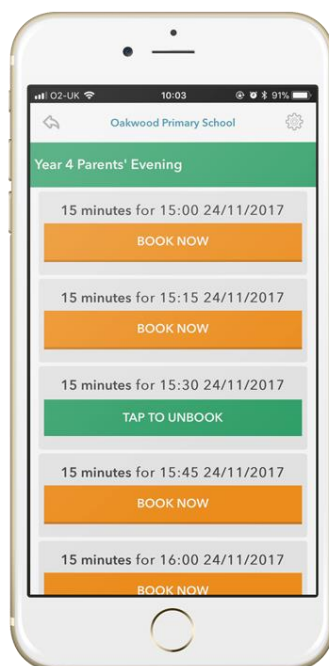 O2-UK 10:03 91%
Oakwood Primary School
Year 4 Parents' Evening
15 minutes for 15:00 24/11/2017
BOOK NOW
15 minutes for 15:15 24/11/2017
BOOK NOW
15 minutes for 15:30 24/11/2017
TAP TO UNBOOK
15 minutes for 15:45 24/11/2017
BOOK NOW
15 minutes for 16:00 24/11/2017
BOOK NOW